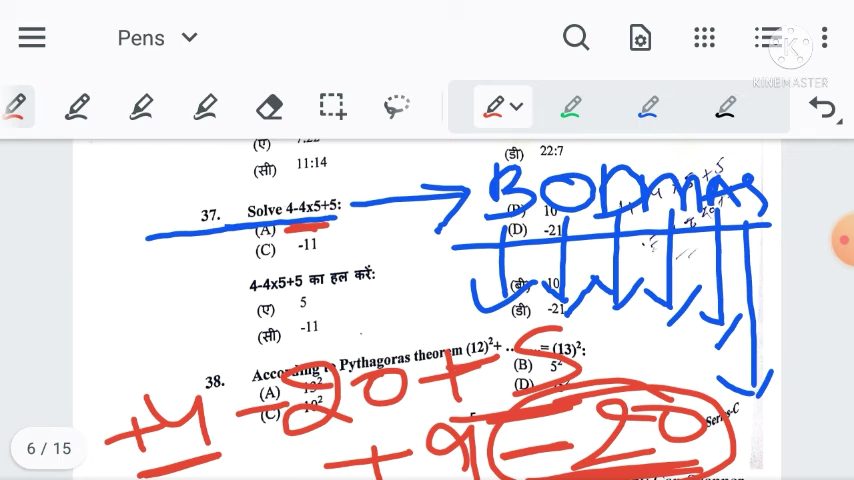 Pens
KINEMASTER
(ए)
(सी) 11:14
(डी) 22:7
BODMAS
37. Solve 4-4x5+5:
(A)
(B) 10
(C) -11
(D) -21
4-4x5+5 का हल करें:
(ए) 5
(बी) 10
(सी) -11
(डी) -21
38. According to Pythagoras theorem (12)²+ ...... = (13)²:
(A) 13²
(B) 5²
(C) 10²
(D)
+4 -20+5
+9 -20
Series-C
6 / 15